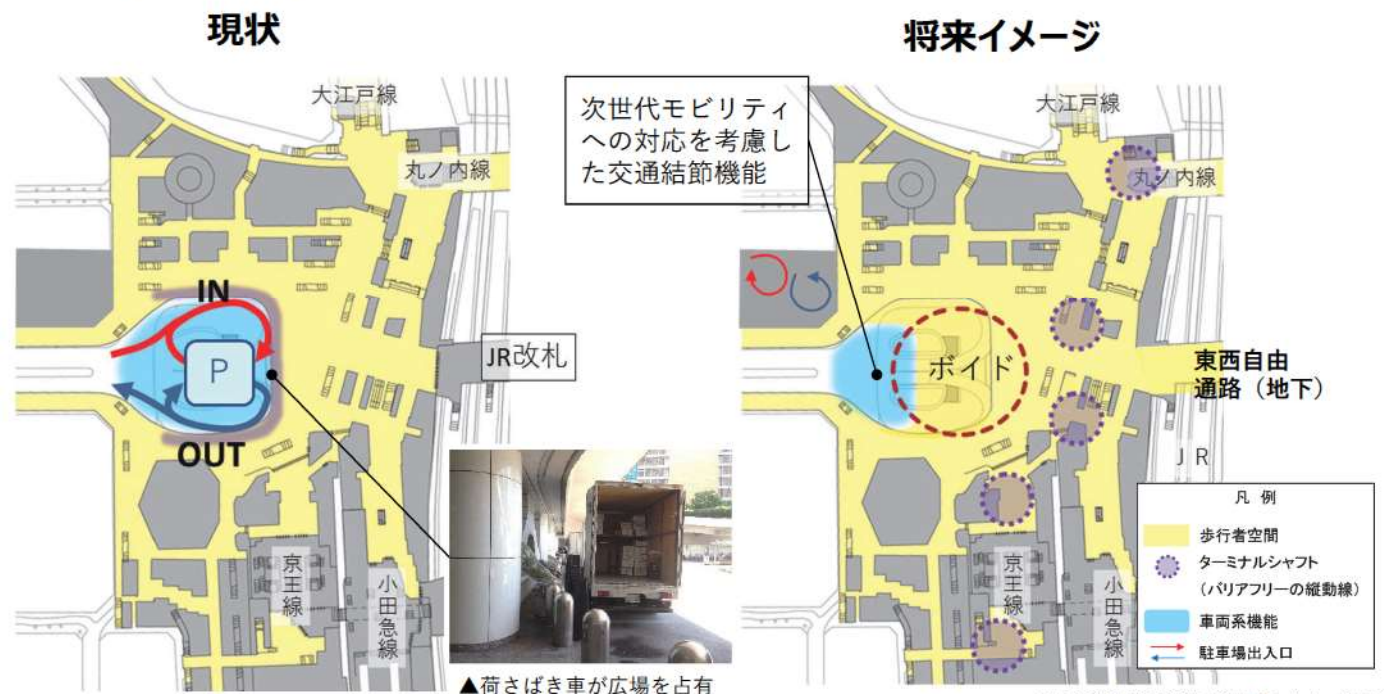 現状
大江戸線
丸ノ内線
IN
P
OUT
JR改札
京王線
小田急線
▲荷さばき車が広場を占有
将来イメージ
次世代モビリティ
への対応を考慮し
た交通結節機能
大江戸線
丸ノ内線
ボイド
東西自由
通路（地下）
ＪＲ
京王線
小田急線
凡 例
歩行者空間
ターミナルシャフト
（バリアフリーの縦動線）
車両系機能
駐車場出入口